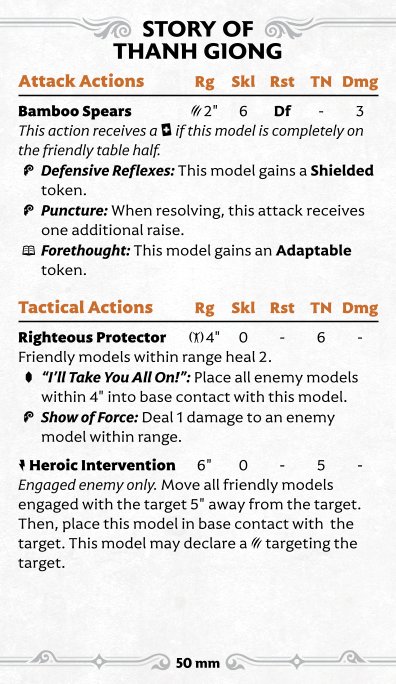 STORY OF
THANH GIONG
Attack Actions Rg Skl Rst TN Dmg
Bamboo Spears 2" 6 Df - 3
This action receives a if this model is completely on
the friendly table half.
Defensive Reflexes: This model gains a Shielded
token.
Puncture: When resolving, this attack receives
one additional raise.
Forethought: This model gains an Adaptable
token.
Tactical Actions Rg Skl Rst TN Dmg
Righteous Protector 4" 0 - 6 -
Friendly models within range heal 2.
“I’ll Take You All On!”: Place all enemy models
within 4" into base contact with this model.
Show of Force: Deal 1 damage to an enemy
model within range.
Heroic Intervention 6" 0 - 5 -
Engaged enemy only. Move all friendly models
engaged with the target 5" away from the target.
Then, place this model in base contact with the
target. This model may declare a targeting the
target.
50 mm